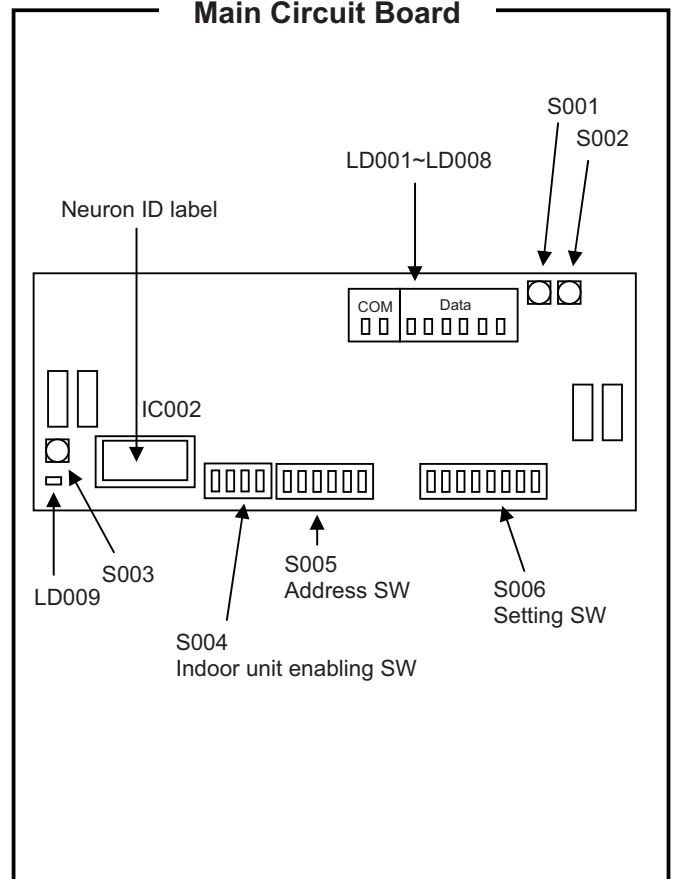 Main Circuit Board
S001
S002
LD001~LD008
Neuron ID label
COM
Data
IC002
S003
LD009
S004
Indoor unit enabling SW
S005
Address SW
S006
Setting SW